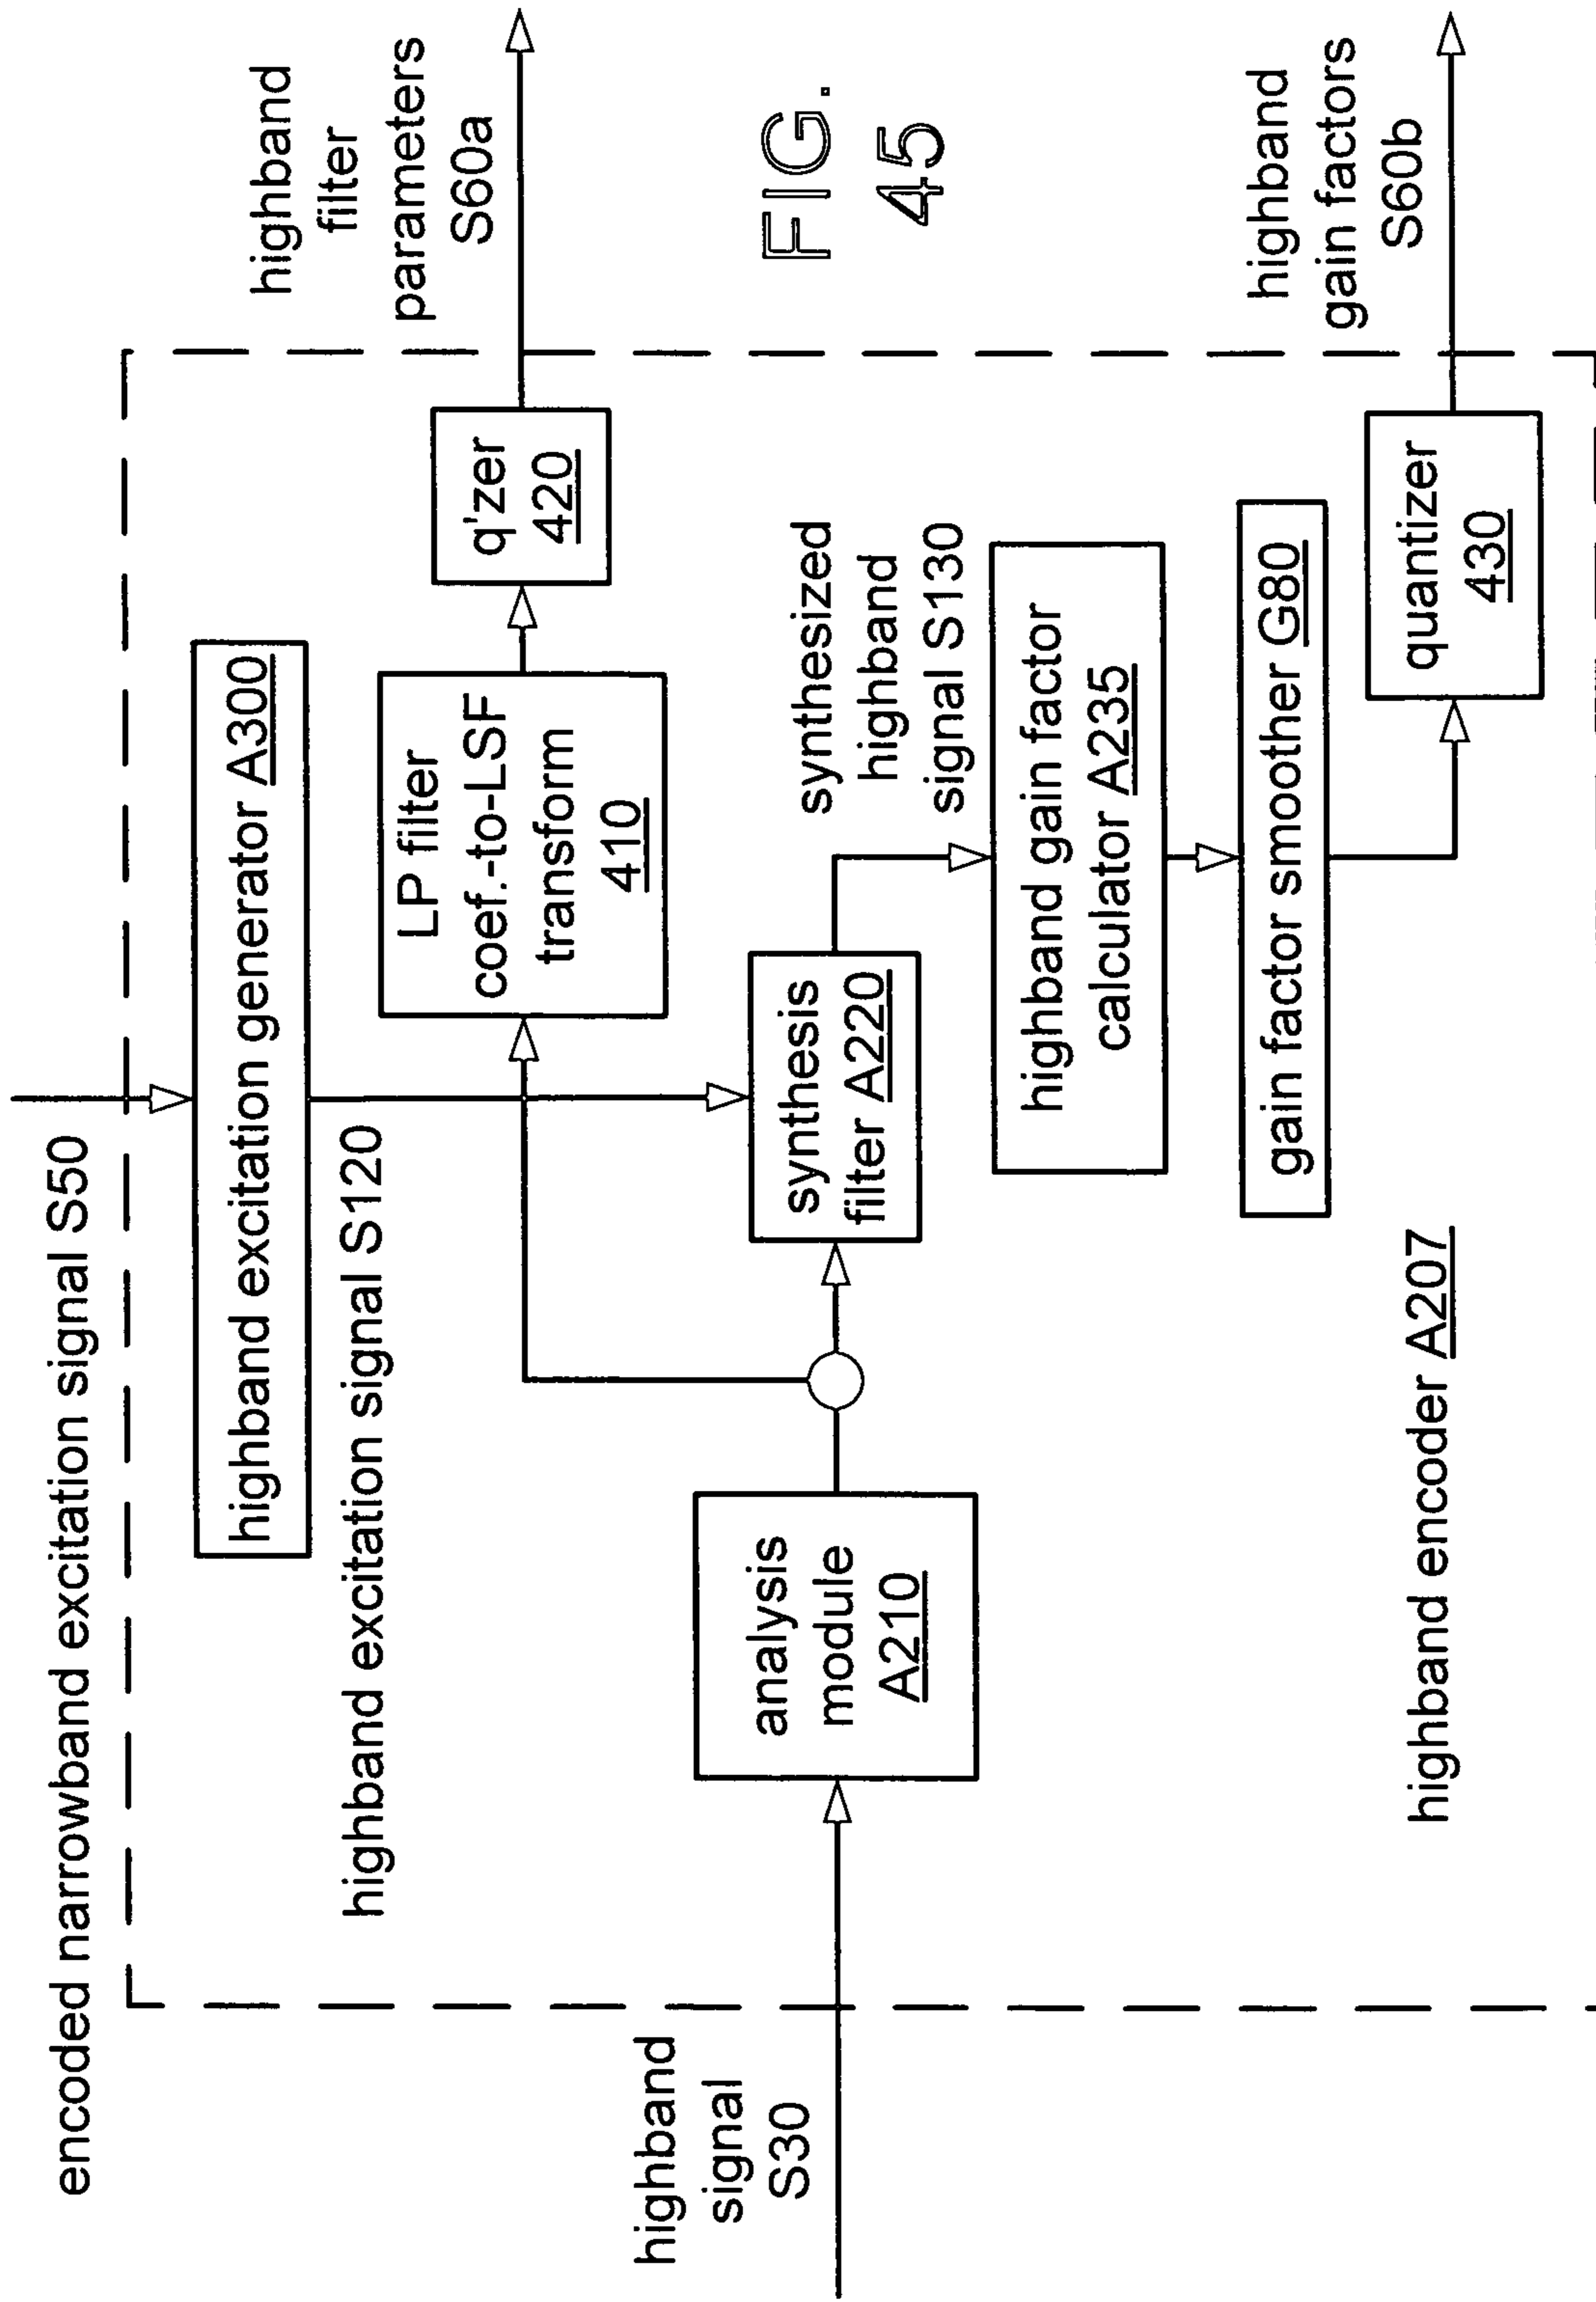 encoded narrowband excitation signal S50
highband excitation generator A300
highband excitation signal S120
highband
filter
parameters
S60a
LP filter
coef.-to-LSF
transform
410
q'zer
420
FIG.
45
highband
signal
S30
analysis
module
A210
synthesis
filter A220
synthesized
highband
signal S130
highband gain factor
calculator A235
gain factor smoother G80
quantizer
430
highband
gain factors
S60b
highband encoder A207